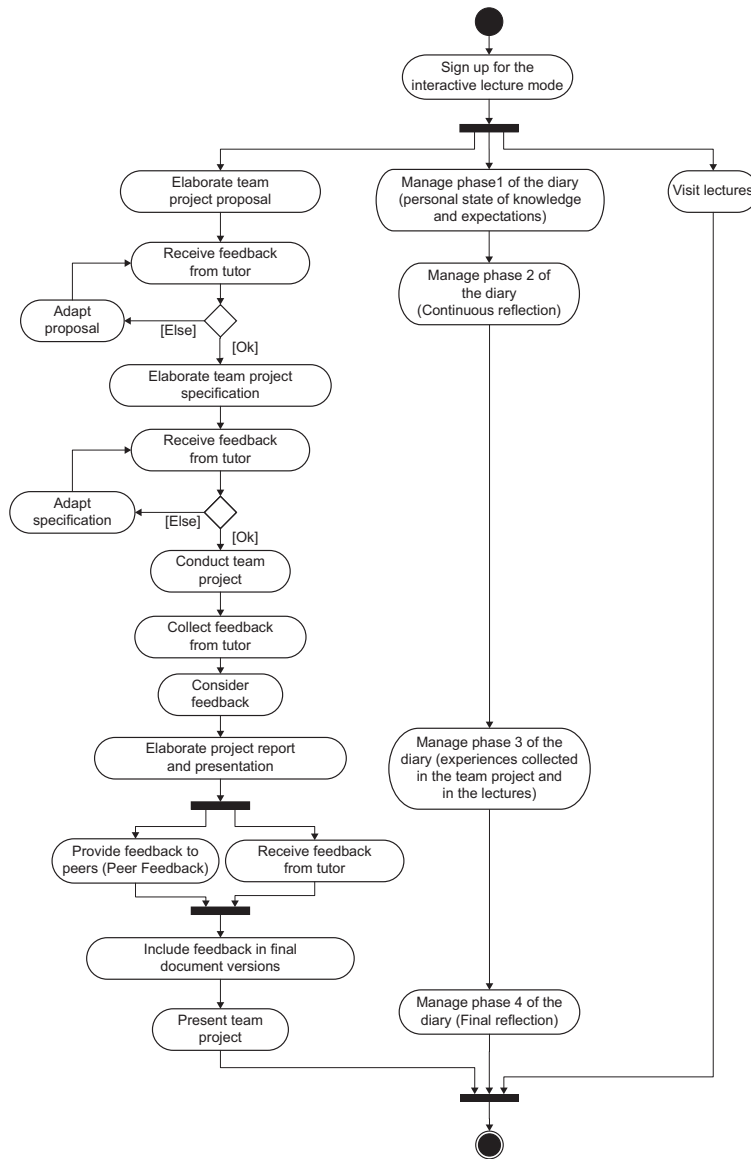 Sign up for the
interactive lecture mode
Elaborate team
project proposal
Manage phase1 of the diary
(personal state of knowledge
and expectations)
Visit lectures
Receive feedback
from tutor
Manage phase 2 of
the diary
(Continuous reflection)
Adapt
proposal
[Else]
[Ok]
Elaborate team project
specification
Receive feedback
from tutor
Adapt
specification
[Else]
[Ok]
Conduct team
project
Collect feedback
from tutor
Consider
feedback
Elaborate project report
and presentation
Manage phase 3 of the
diary (experiences collected
in the team project and
in the lectures)
Provide feedback to
peers (Peer Feedback)
Receive feedback
from tutor
Include feedback in final
document versions
Manage phase 4 of the
diary (Final reflection)
Present team
project